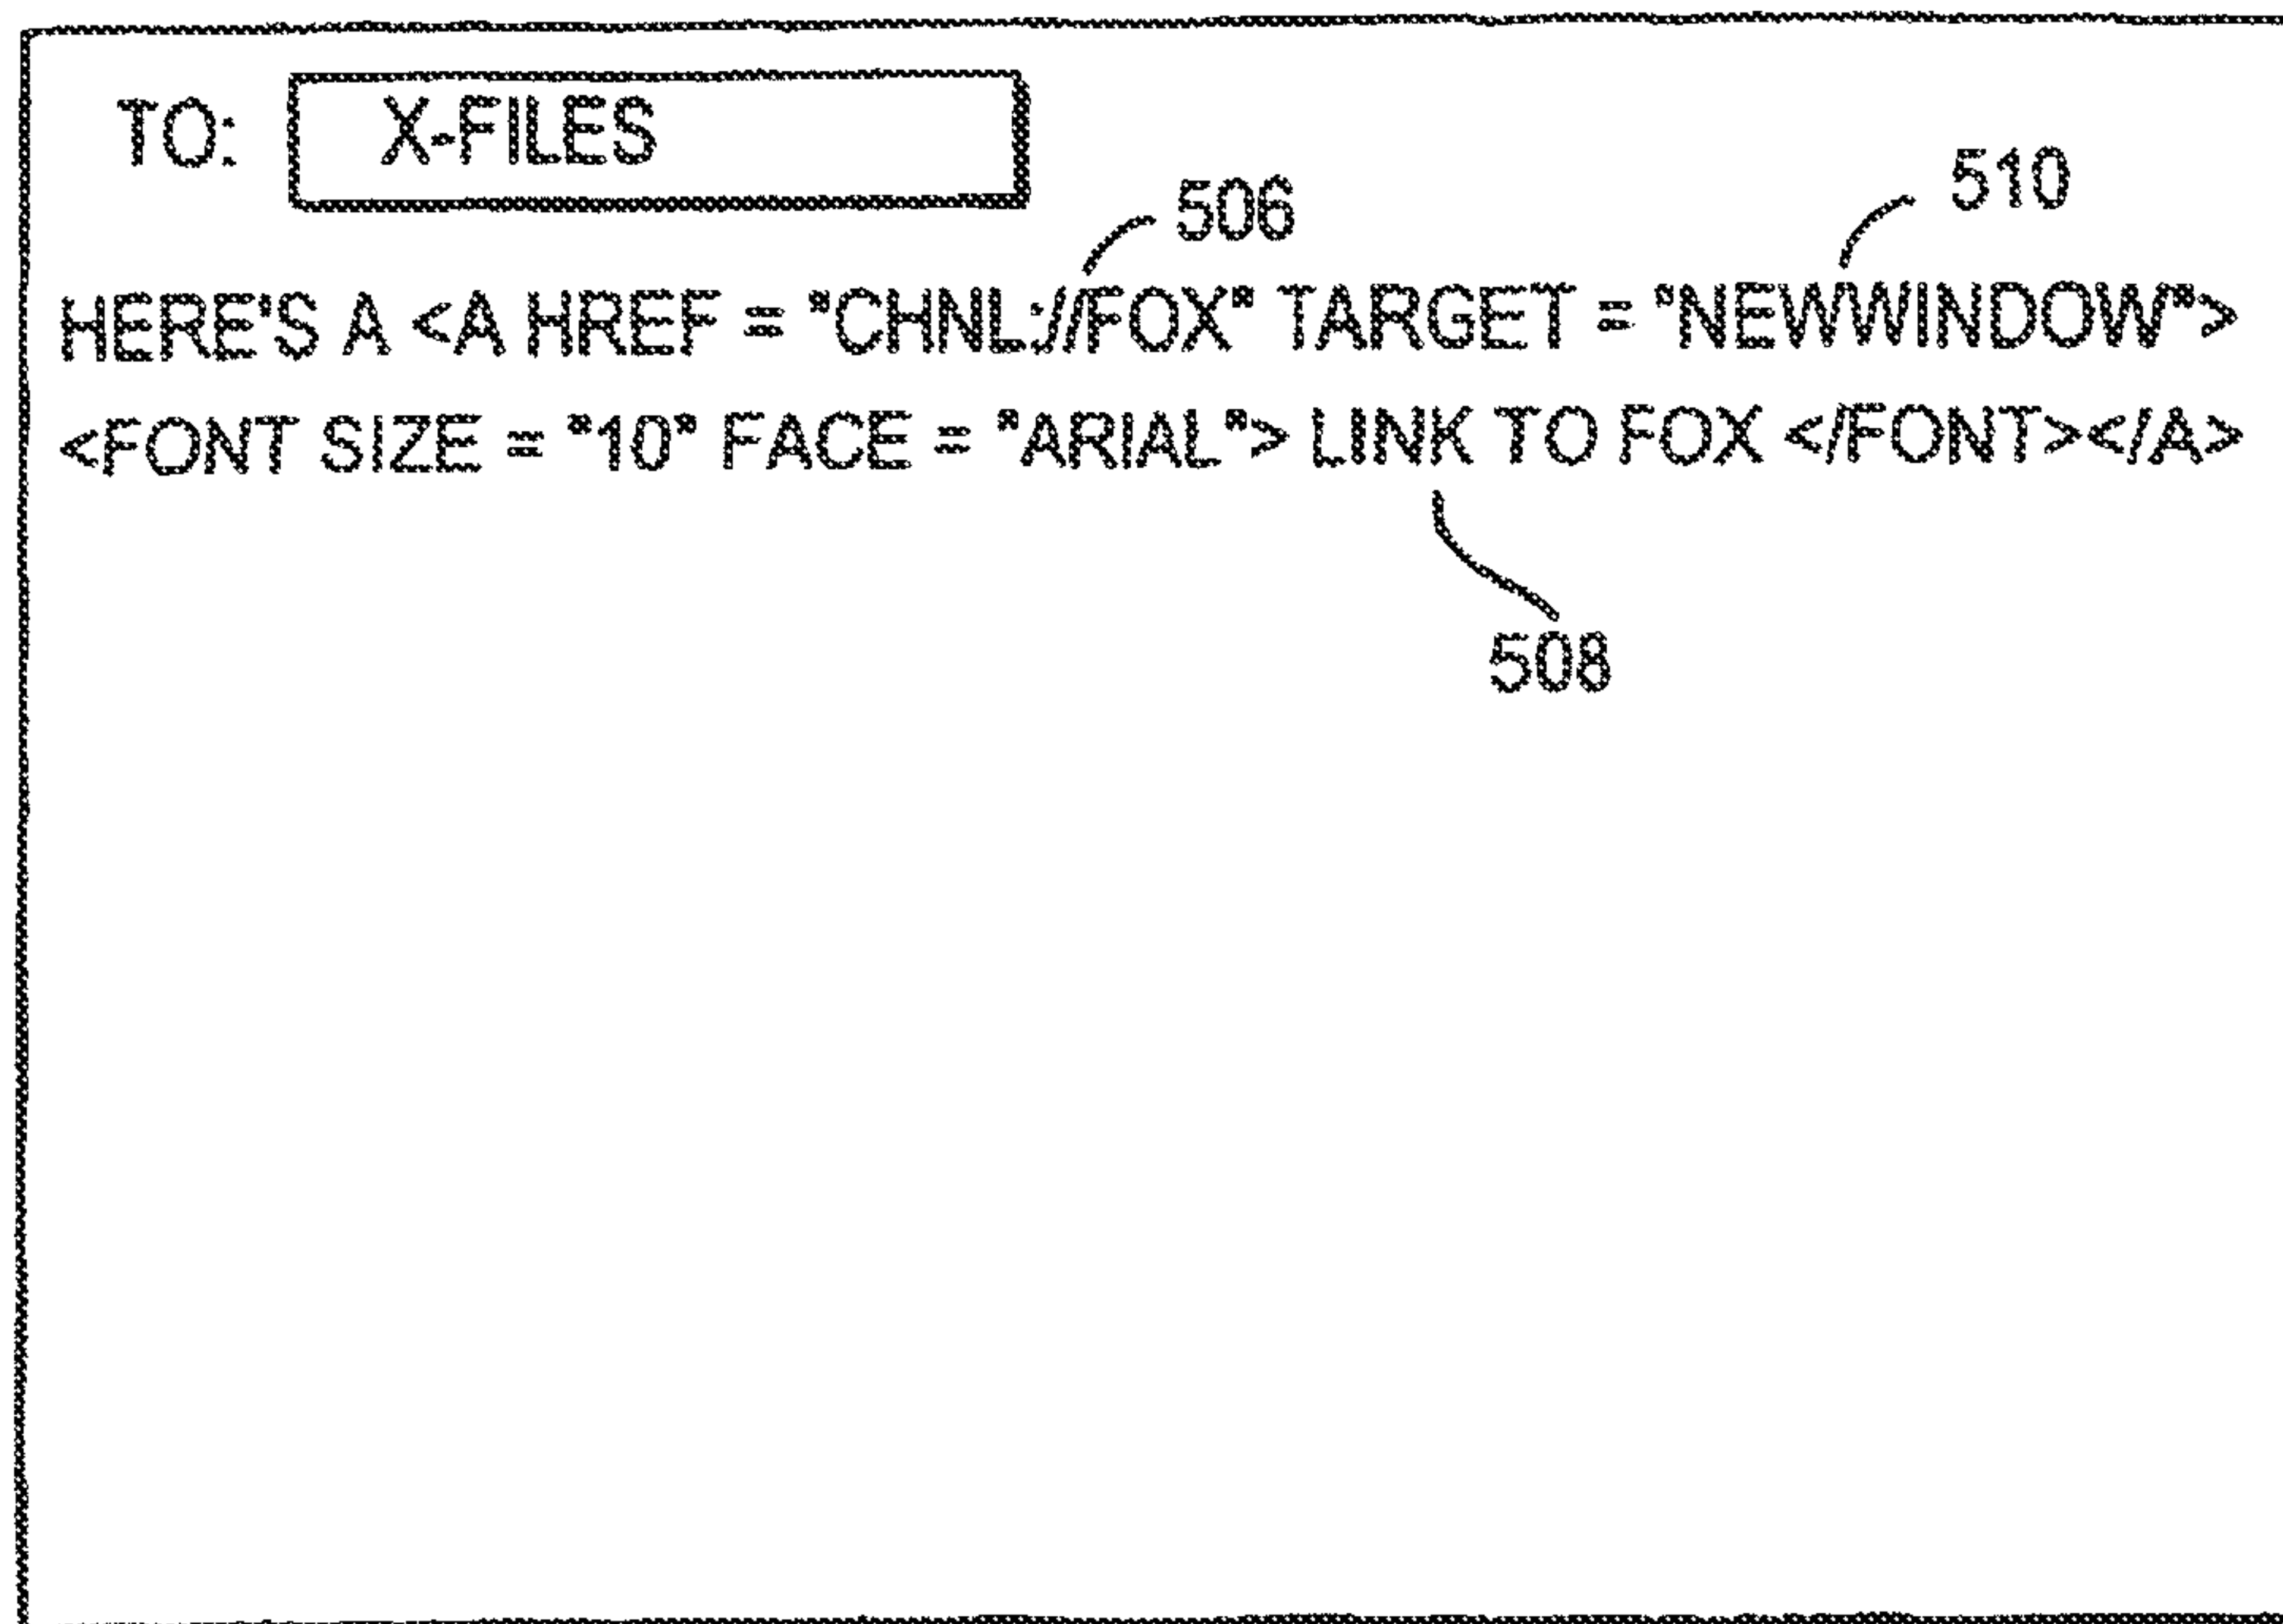 TO: X-FILES
506
510
HERE'S A <A HREF = "CHNL://FOX" TARGET = "NEWWINDOW">
<FONT SIZE = "10" FACE = "ARIAL"> LINK TO FOX </FONT></A>
508